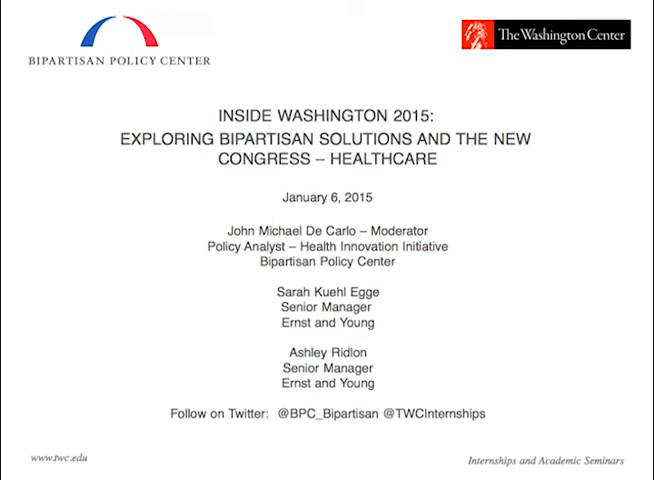 BIPARTISAN POLICY CENTER
The Washington Center
INSIDE WASHINGTON 2015:
EXPLORING BIPARTISAN SOLUTIONS AND THE NEW
CONGRESS – HEALTHCARE
January 6, 2015
John Michael De Carlo – Moderator
Policy Analyst – Health Innovation Initiative
Bipartisan Policy Center
Sarah Kuehl Egge
Senior Manager
Ernst and Young
Ashley Ridlon
Senior Manager
Ernst and Young
Follow on Twitter: @BPC_Bipartisan @TWCInternships
www.twc.edu
Internships and Academic Seminars